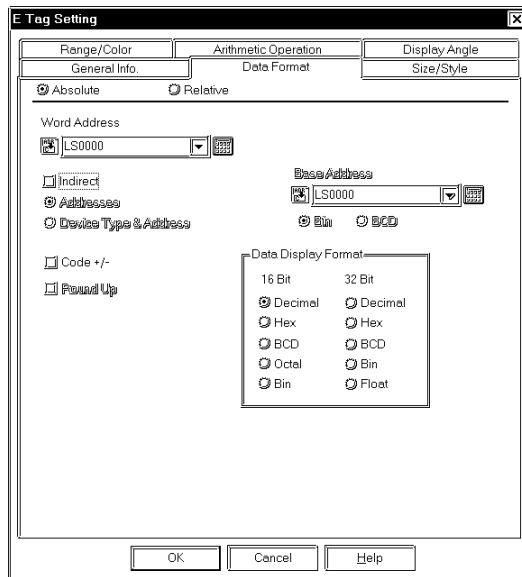 E Tag Setting
Range/Color Arithmetic Operation Display Angle
General Info. Data Format Size/Style
Absolute Relative
Word Address
LS0000
Indirect
Base Address
LS0000
Addresses
Device Type & Address
Bin BCD
Code +/-
Round Up
Data Display Format
16 Bit 32 Bit
Decimal Decimal
Hex Hex
BCD BCD
Octal Bin
Bin Float
OK Cancel Help